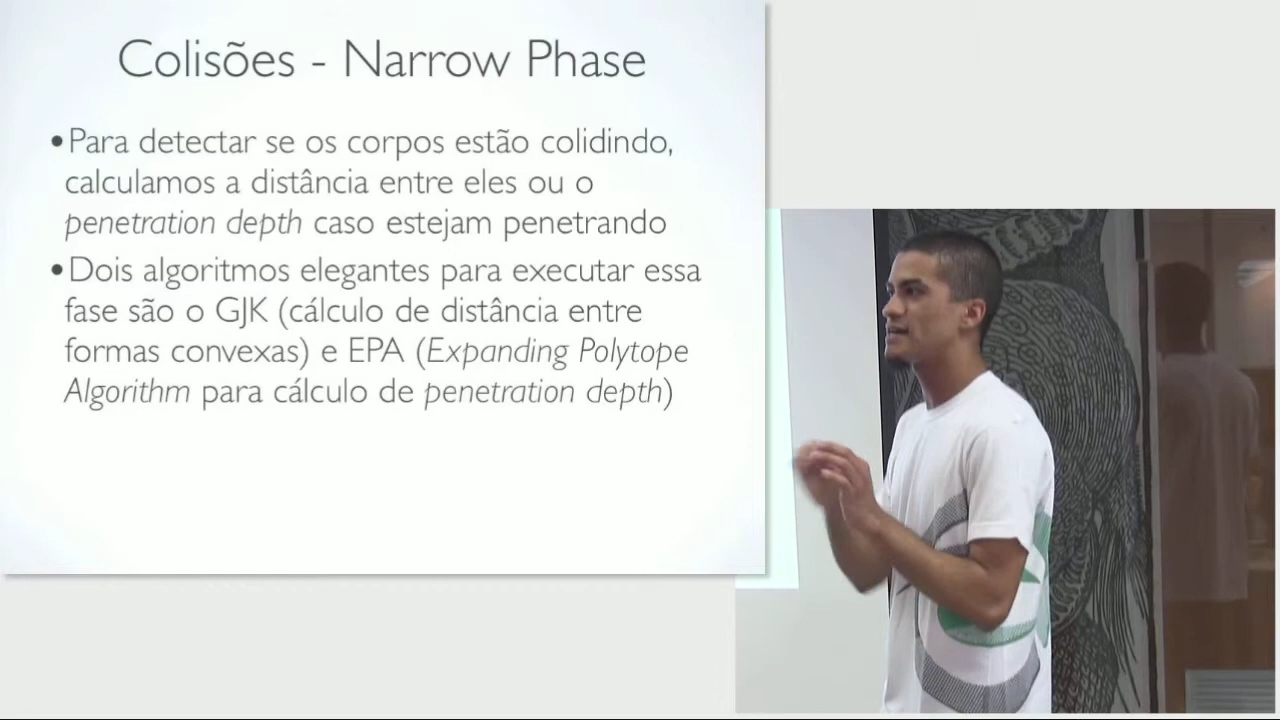 Colisões - Narrow Phase
•Para detectar se os corpos estão colidindo,
calculamos a distância entre eles ou o
penetration depth caso estejam penetrando
•Dois algoritmos elegantes para executar essa
fase são o GJK (cálculo de distância entre
formas convexas) e EPA (Expanding Polytope
Algorithm para cálculo de penetration depth)